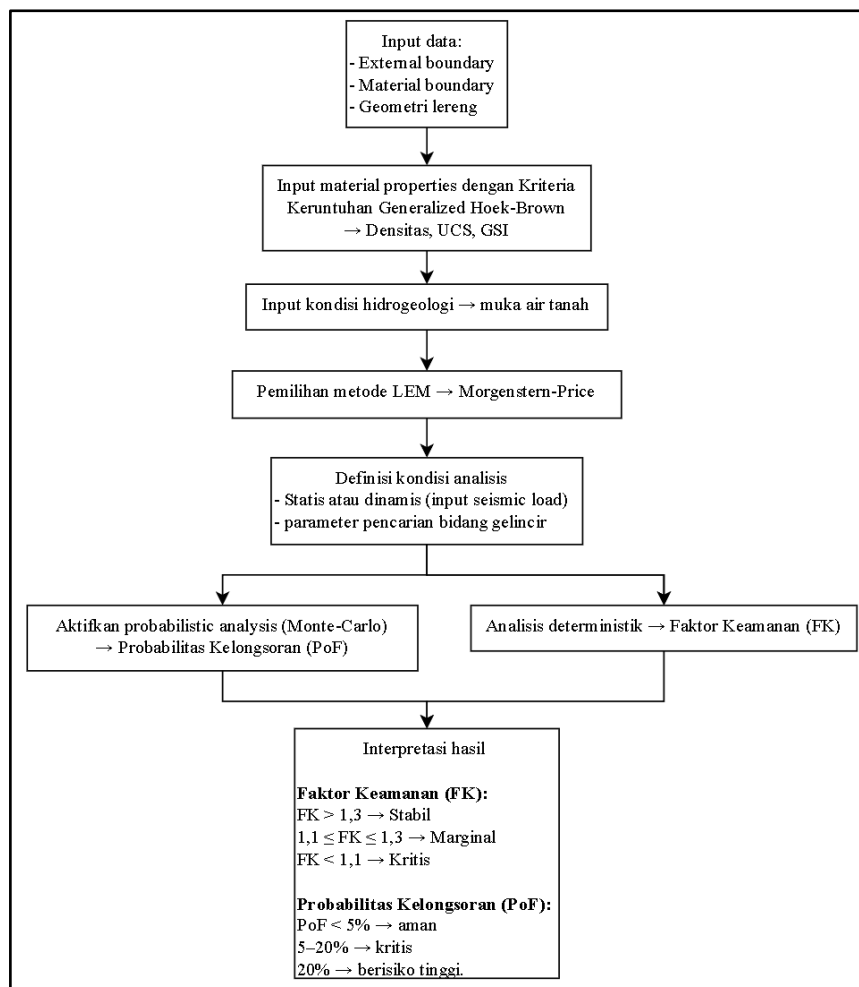 Input data:
- External boundary
- Material boundary
- Geometri lereng
Input material properties dengan Kriteria
Keruntuhan Generalized Hoek-Brown
→ Densitas, UCS, GSI
Input kondisi hidrogeologi → muka air tanah
Pemilihan metode LEM → Morgenstern-Price
Definisi kondisi analisis
- Statis atau dinamis (input seismic load)
- parameter pencarian bidang gelincir
Aktifkan probabilistic analysis (Monte-Carlo)
→ Probabilitas Kelongsoran (PoF)
Analisis deterministik → Faktor Keamanan (FK)
Interpretasi hasil
Faktor Keamanan (FK):
FK > 1,3 → Stabil
1,1 ≤ FK ≤ 1,3 → Marginal
FK < 1,1 → Kritis
Probabilitas Kelongsoran (PoF):
PoF < 5% → aman
5–20% → kritis
20% → berisiko tinggi.